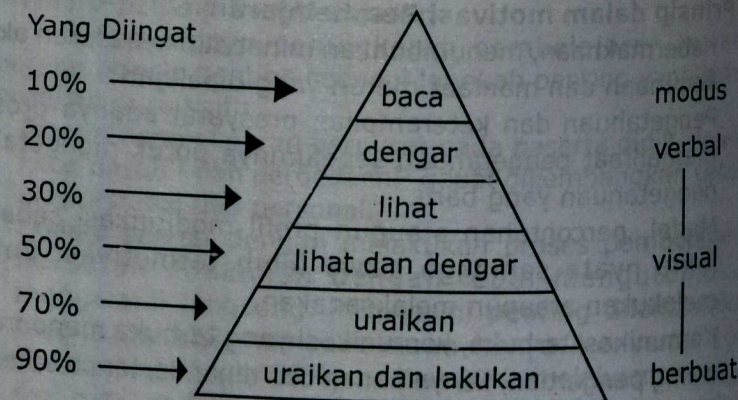 Yang Diingat
10% baca modus
20% dengar verbal
30% lihat
50% lihat dan dengar visual
70% uraikan
90% uraikan dan lakukan berbuat